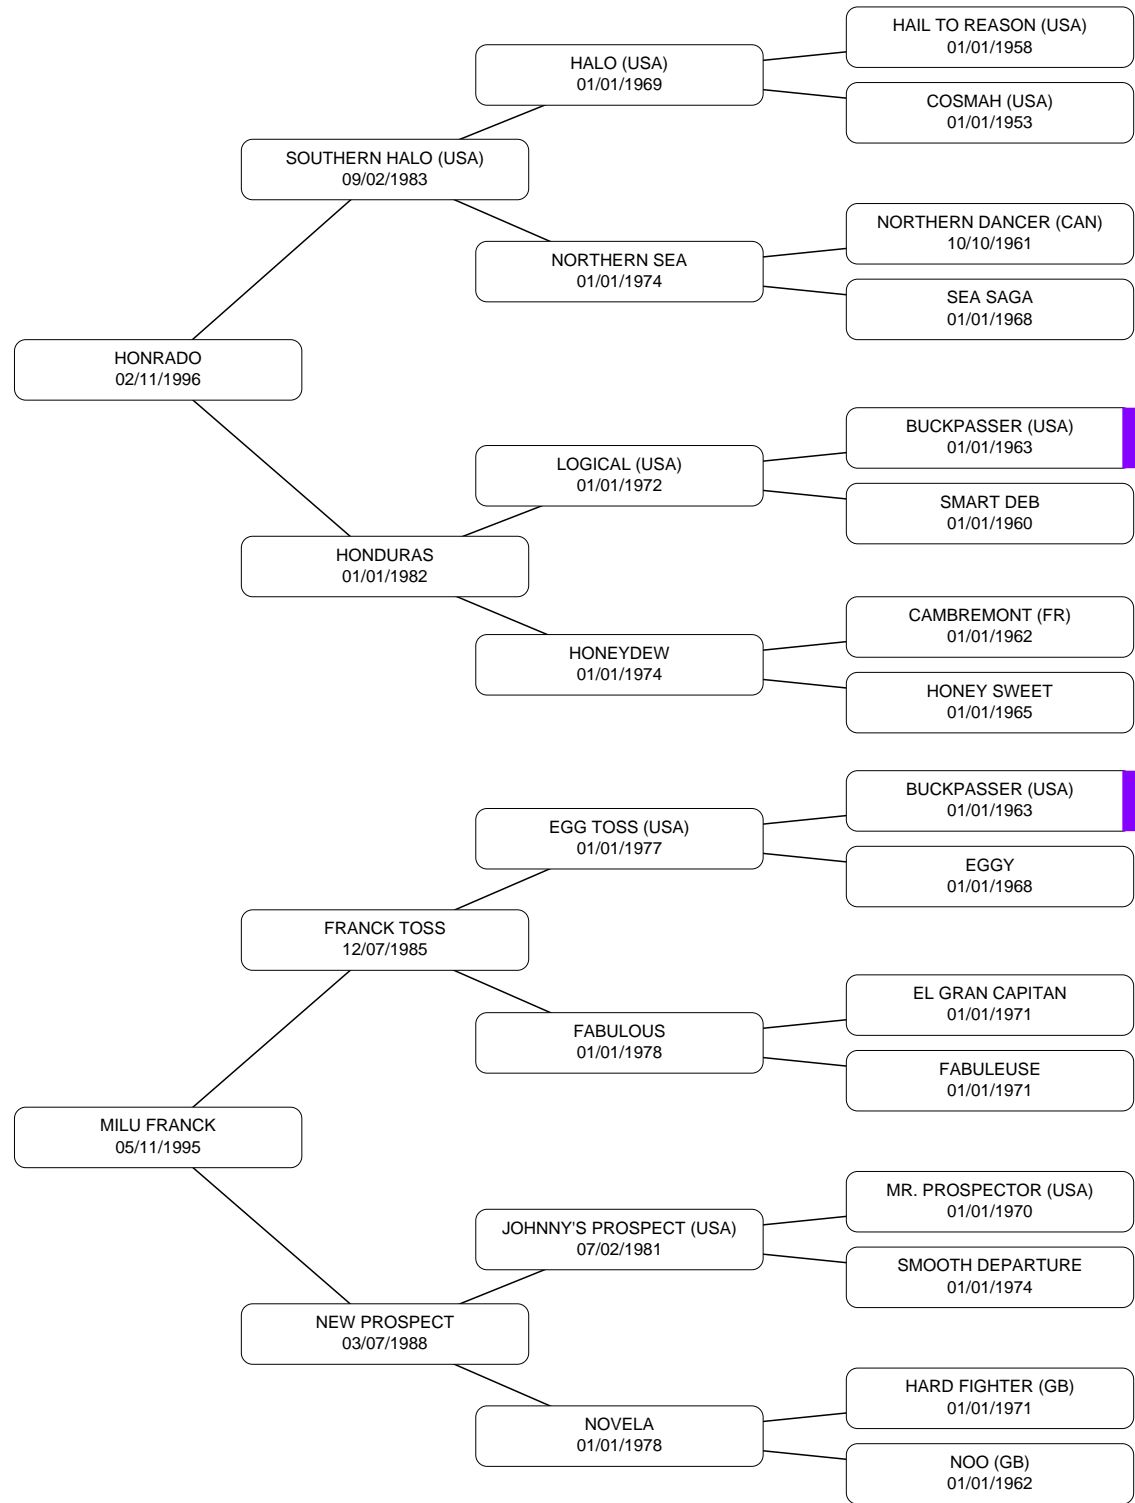 HAIL TO REASON (USA)
01/01/1958
HALO (USA)
01/01/1969
COSMAH (USA)
01/01/1953
SOUTHERN HALO (USA)
09/02/1983
NORTHERN DANCER (CAN)
10/10/1961
NORTHERN SEA
01/01/1974
SEA SAGA
01/01/1968
HONRADO
02/11/1996
BUCKPASSER (USA)
01/01/1963
LOGICAL (USA)
01/01/1972
SMART DEB
01/01/1960
HONDURAS
01/01/1982
CAMBREMONT (FR)
01/01/1962
HONEYDEW
01/01/1974
HONEY SWEET
01/01/1965
BUCKPASSER (USA)
01/01/1963
EGG TOSS (USA)
01/01/1977
EGGY
01/01/1968
FRANCK TOSS
12/07/1985
EL GRAN CAPITAN
01/01/1971
FABULOUS
01/01/1978
FABULEUSE
01/01/1971
MILU FRANCK
05/11/1995
MR. PROSPECTOR (USA)
01/01/1970
JOHNNY'S PROSPECT (USA)
07/02/1981
SMOOTH DEPARTURE
01/01/1974
NEW PROSPECT
03/07/1988
HARD FIGHTER (GB)
01/01/1971
NOVELA
01/01/1978
NOO (GB)
01/01/1962